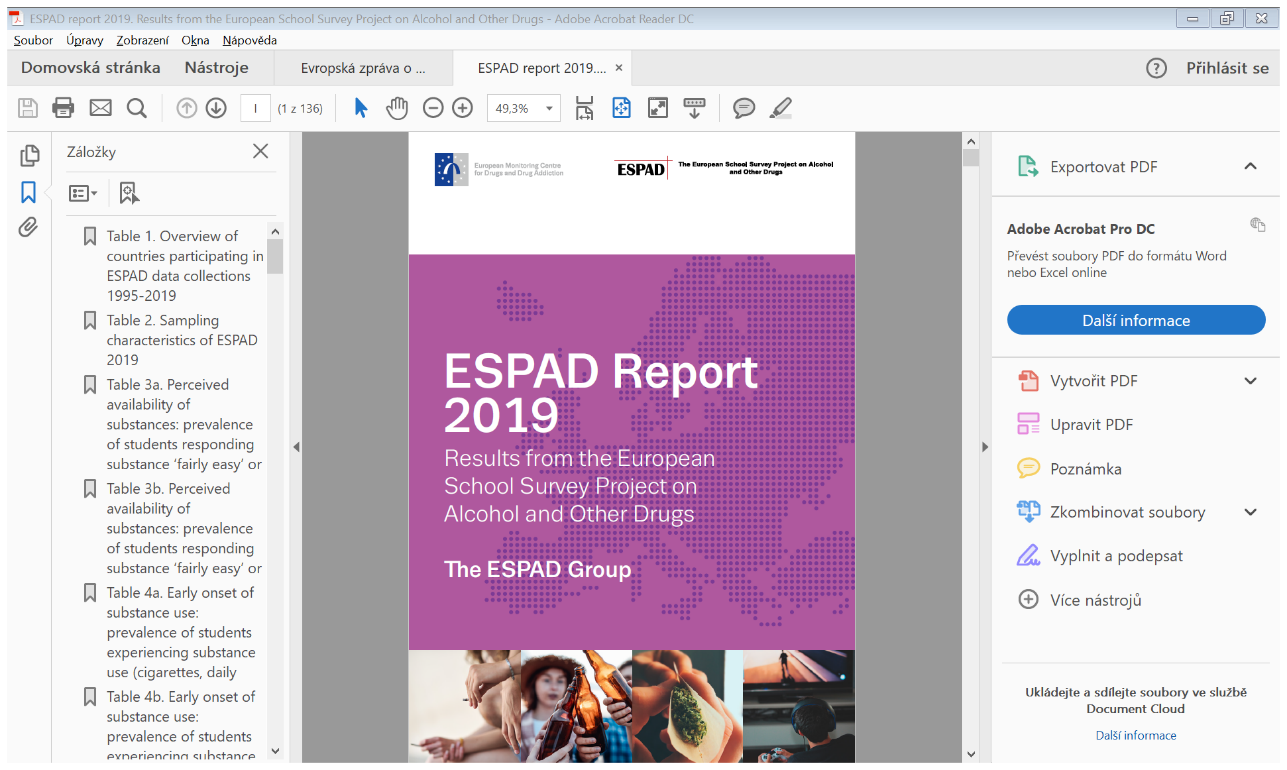 ESPAD report 2019. Results from the European School Survey Project on Alcohol and Other Drugs - Adobe Acrobat Reader DC
Soubor Úpravy Zobrazení Okna Nápověda
Domovská stránka Nástroje Evropská zpráva o ... ESPAD report 2019.... × Přihlásit se
I (1 z 136) 49,3%
Záložky
Table 1. Overview of
countries participating in
ESPAD data collections
1995-2019
Table 2. Sampling
characteristics of ESPAD
2019
Table 3a. Perceived
availability of
substances: prevalence
of students responding
substance ‘fairly easy’ or
Table 3b. Perceived
availability of
substances: prevalence
of students responding
substance ‘fairly easy’ or
Table 4a. Early onset of
substance use:
prevalence of students
experiencing substance
use (cigarettes, daily
Table 4b. Early onset of
substance use:
prevalence of students
experiencing substance
European Monitoring Centre
for Drugs and Drug Addiction
ESPAD
The European School Survey Project on Alcohol
and Other Drugs
ESPAD Report
2019
Results from the European
School Survey Project on
Alcohol and Other Drugs
The ESPAD Group
Exportovat PDF
Adobe Acrobat Pro DC
Převést soubory PDF do formátu Word
nebo Excel online
Další informace
Vytvořit PDF
Upravit PDF
Poznámka
Zkombinovat soubory
Vyplnit a podepsat
Více nástrojů
Ukládejte a sdílejte soubory ve službě
Document Cloud
Další informace